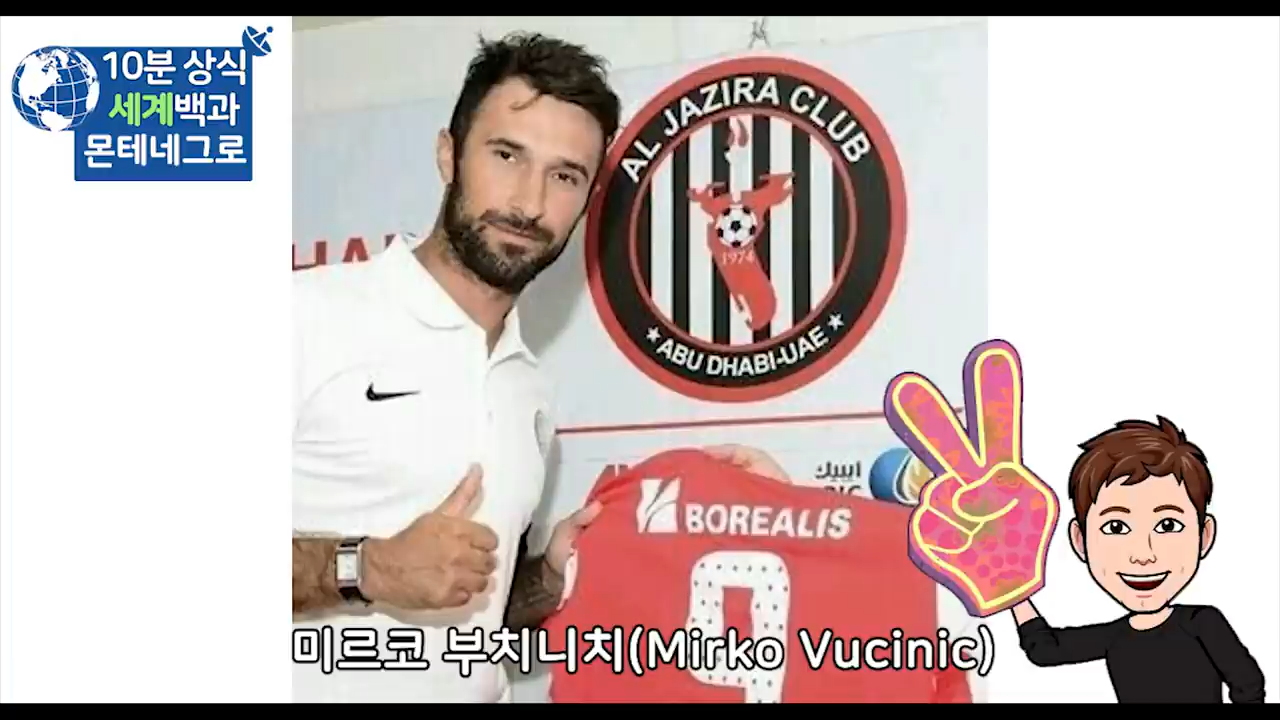 10분 상식
세계백과
몬테네그로
AL JAZIRA CLUB
1974
★ ABU DHABI-UAE ★
BOREALIS
9
미르코 부치니치(Mirko Vucinic)